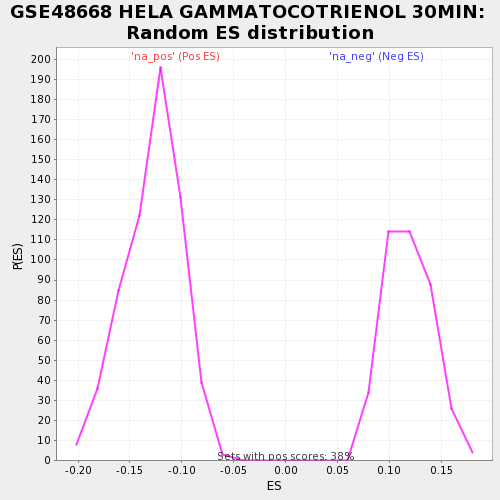 GSE48668 HELA GAMMATOCOTRIENOL 30MIN:
Random ES distribution
'na_pos' (Pos ES)
'na_neg' (Neg ES)
200
190
180
170
160
150
140
130
120
110
100
90
80
70
60
50
40
30
20
10
0
P(ES)
Sets with pos scores: 38%
-0.20 -0.15 -0.10 -0.05 0.00 0.05 0.10 0.15
ES